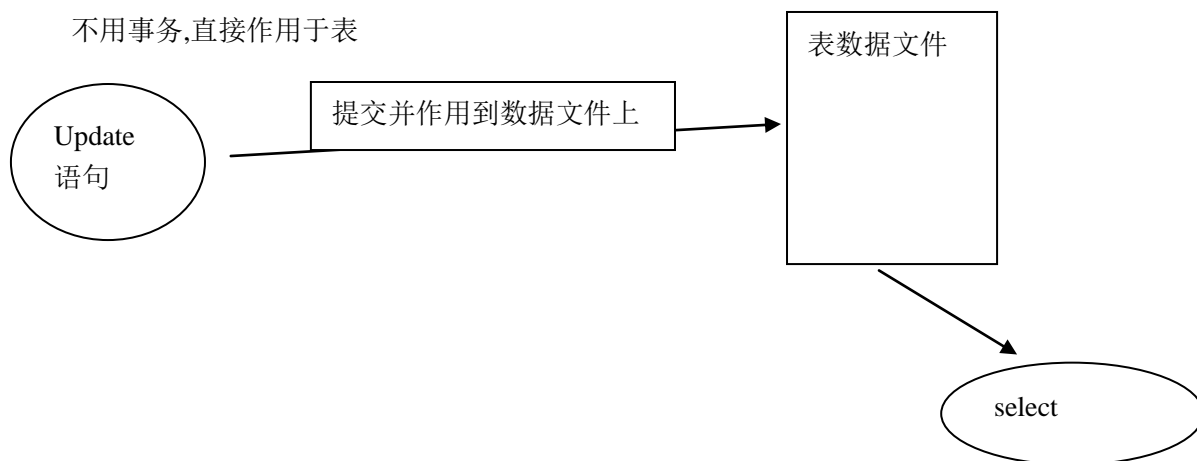 不用事务,直接作用于表
表数据文件
提交并作用到数据文件上
Update
语句
select